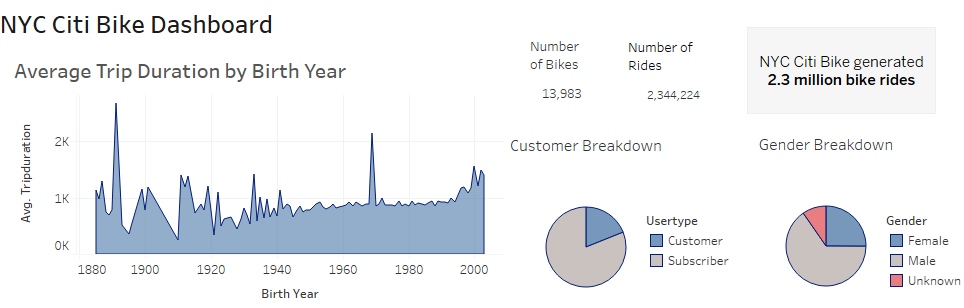 NYC Citi Bike Dashboard
Average Trip Duration by Birth Year
Avg. Tripduration
2K
1K
0K
1880 1900 1920 1940 1960 1980 2000
Birth Year
Number
of Bikes
13,983
Number of
Rides
2,344,224
NYC Citi Bike generated
2.3 million bike rides
Customer Breakdown
Usertype
Customer
Subscriber
Gender Breakdown
Gender
Female
Male
Unknown